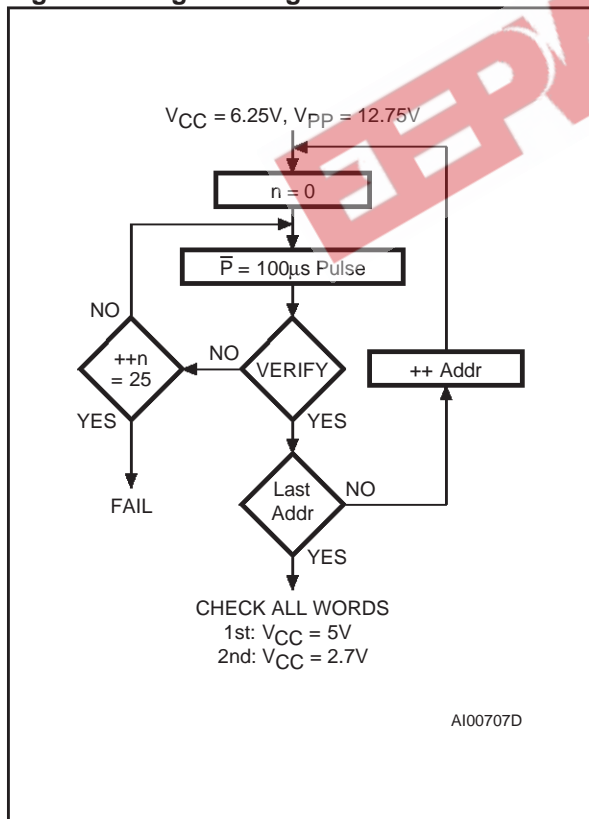 VCC = 6.25V, VPP = 12.75V
n = 0
P̅ = 100µs Pulse
NO
++n
= 25
NO
VERIFY
++ Addr
YES
YES
FAIL
Last
Addr
NO
YES
CHECK ALL WORDS
1st: VCC = 5V
2nd: VCC = 2.7V
AI00707D